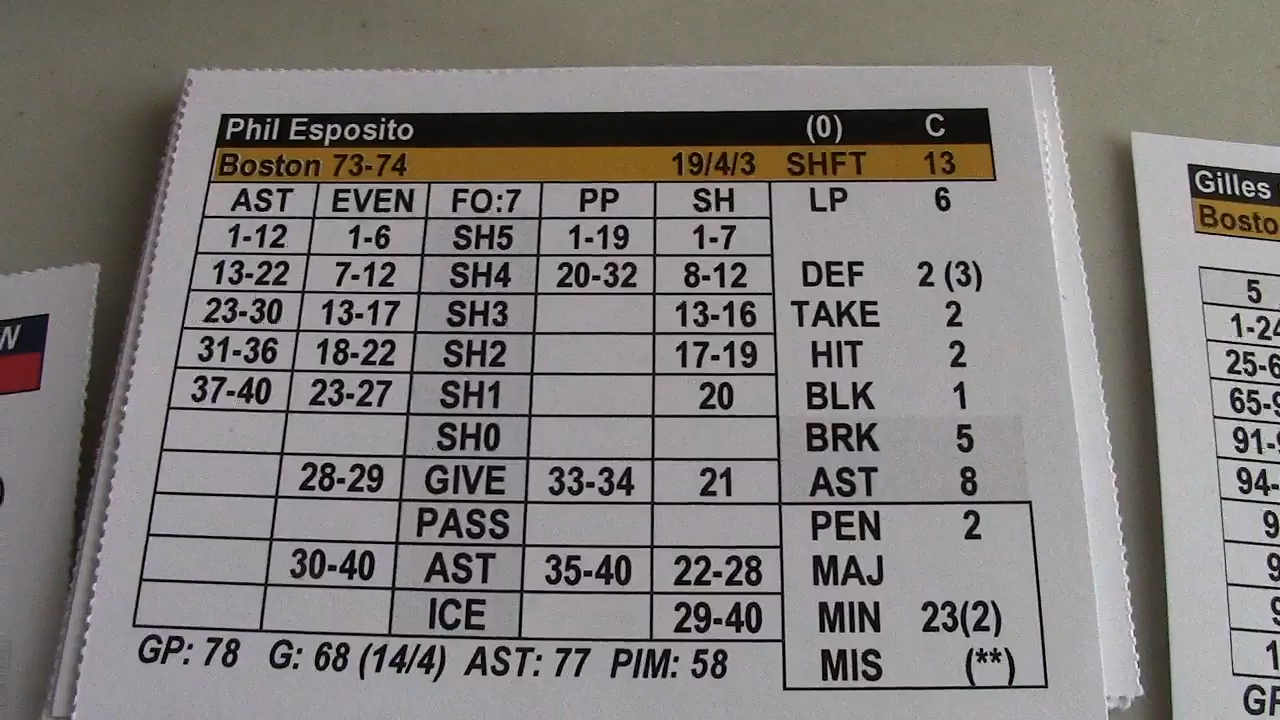 Phil Esposito (0) C
Boston 73-74 19/4/3 SHFT 13
AST EVEN FO:7 PP SH LP 6
1-12 1-6 SH5 1-19 1-7
13-22 7-12 SH4 20-32 8-12 DEF 2 (3)
23-30 13-17 SH3 13-16 TAKE 2
31-36 18-22 SH2 17-19 HIT 2
37-40 23-27 SH1 20 BLK 1
SH0 BRK 5
28-29 GIVE 33-34 21 AST 8
PASS PEN 2
30-40 AST 35-40 22-28 MAJ
ICE 29-40 MIN 23(2)
GP: 78 G: 68 (14/4) AST: 77 PIM: 58 MIS (**)
Gilles
Bosto
5
1-24
25-6
65-9
91-9
94-
9
9
9
1
GP
W